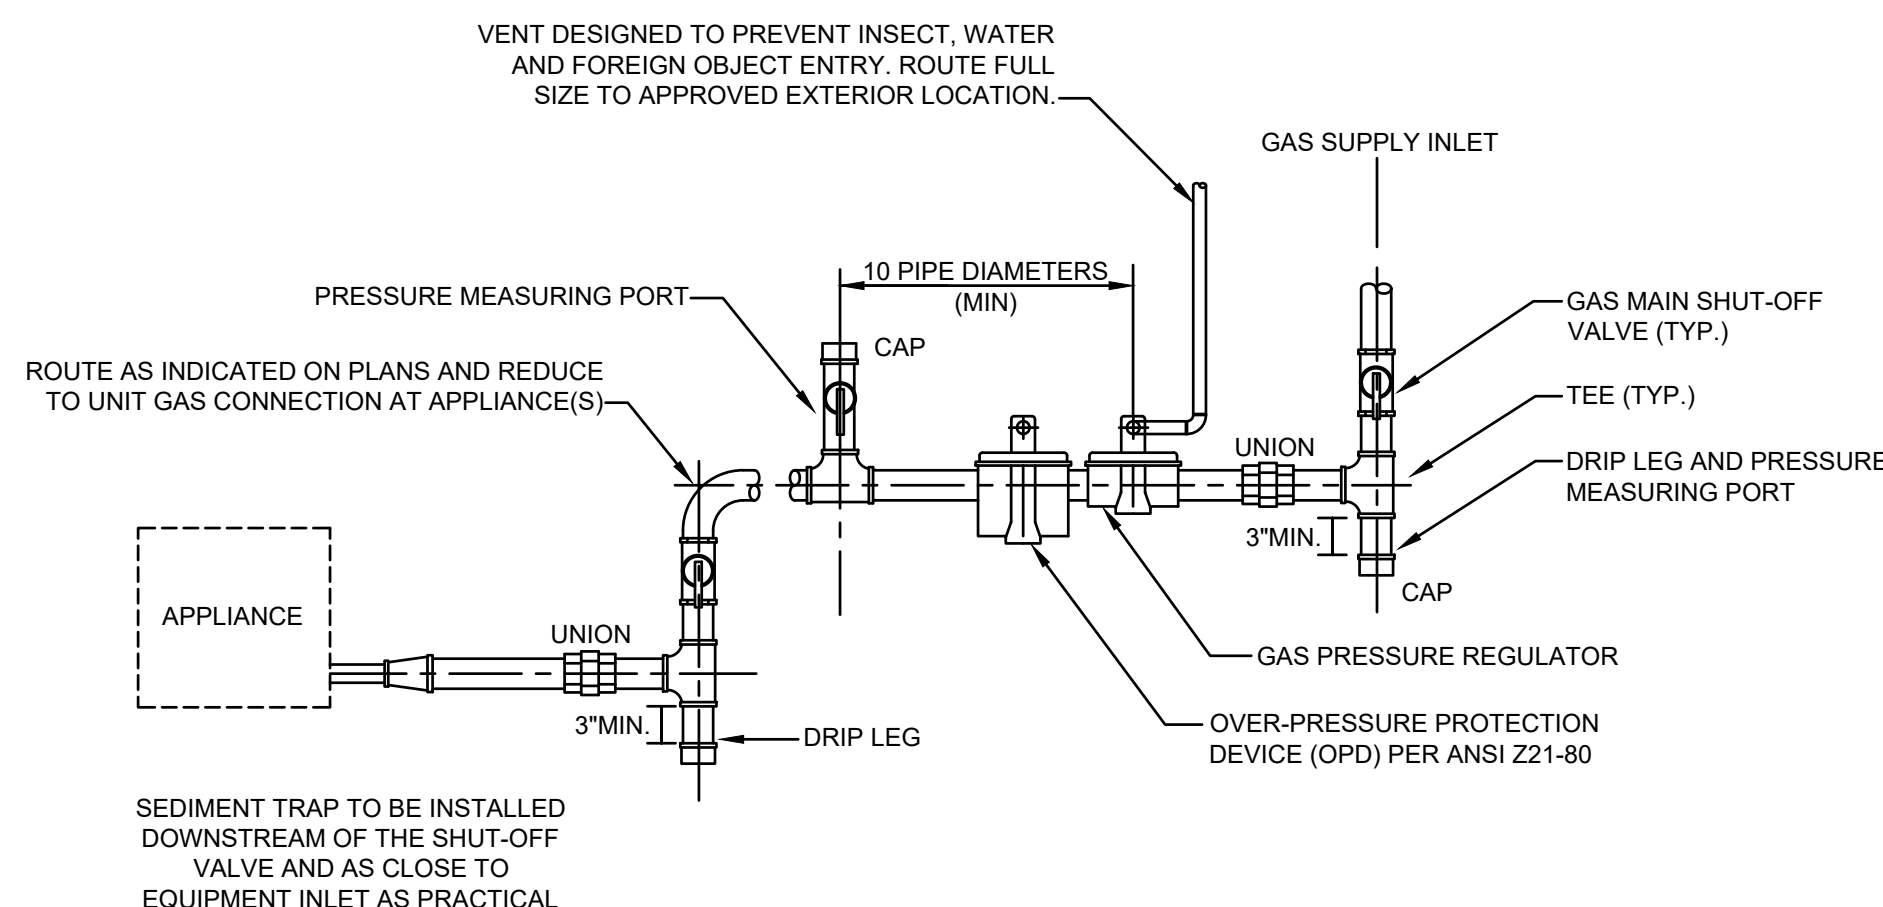 VENT DESIGNED TO PREVENT INSECT, WATER
AND FOREIGN OBJECT ENTRY. ROUTE FULL
SIZE TO APPROVED EXTERIOR LOCATION.
GAS SUPPLY INLET
10 PIPE DIAMETERS
(MIN)
PRESSURE MEASURING PORT
CAP
GAS MAIN SHUT-OFF
VALVE (TYP.)
ROUTE AS INDICATED ON PLANS AND REDUCE
TO UNIT GAS CONNECTION AT APPLIANCE(S)
TEE (TYP.)
UNION
DRIP LEG AND PRESSURE
MEASURING PORT
3"MIN.
CAP
APPLIANCE
UNION
GAS PRESSURE REGULATOR
3"MIN.
DRIP LEG
OVER-PRESSURE PROTECTION
DEVICE (OPD) PER ANSI Z21-80
SEDIMENT TRAP TO BE INSTALLED
DOWNSTREAM OF THE SHUT-OFF
VALVE AND AS CLOSE TO
EQUIPMENT INLET AS PRACTICAL